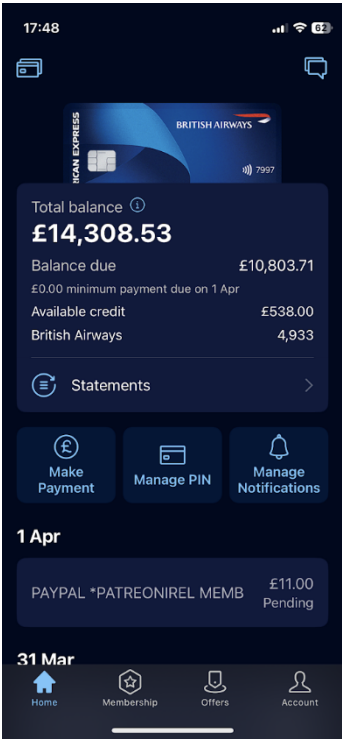 17:48
62
BRITISH AIRWAYS
RICAN EXPRESS
7997
Total balance
£14,308.53
Balance due £10,803.71
£0.00 minimum payment due on 1 Apr
Available credit £538.00
British Airways 4,933
Statements
£
Make
Payment
Manage PIN
Manage
Notifications
1 Apr
PAYPAL *PATREONIREL MEMB £11.00
Pending
31 Mar
Home
Membership
Offers
Account